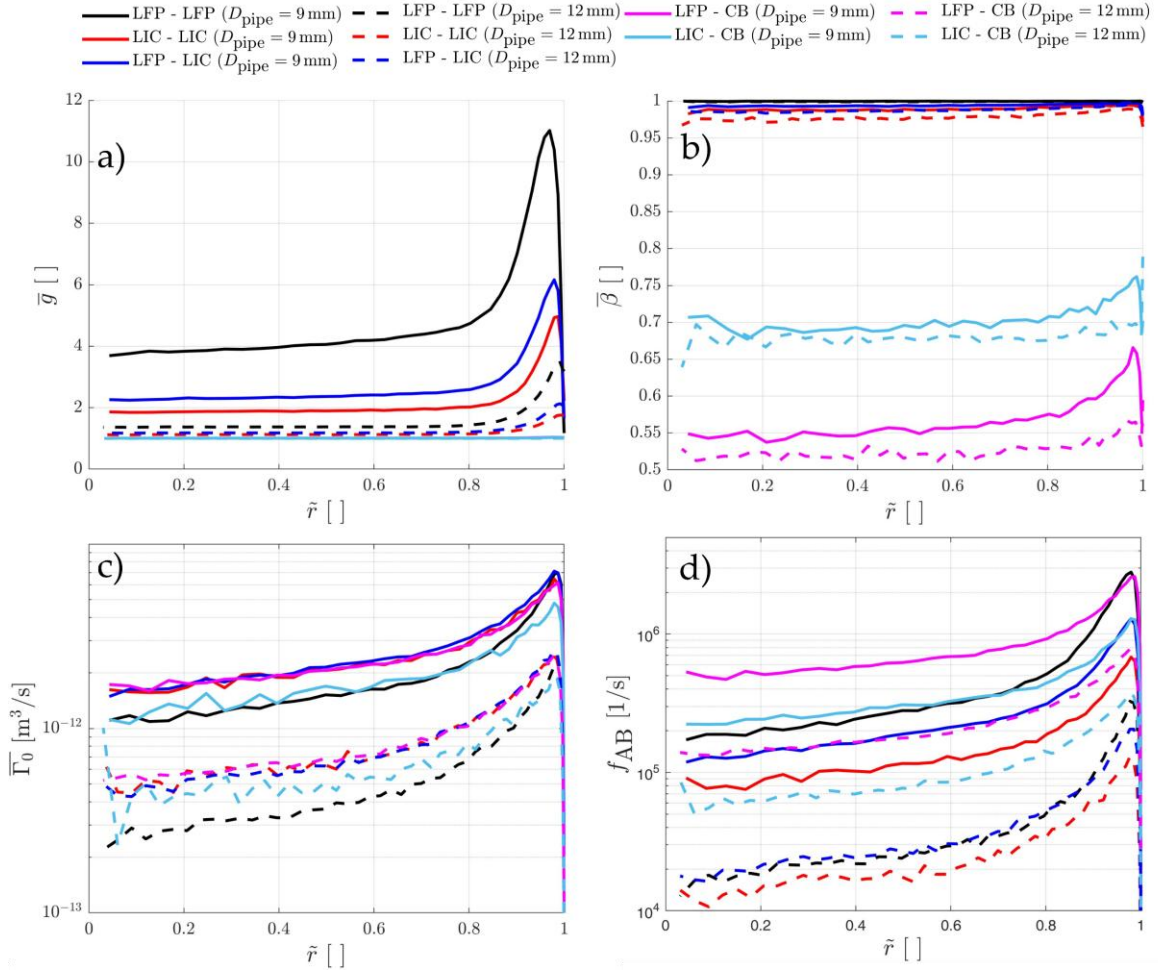 LFP - LFP (D_pipe = 9 mm) LFP - LFP (D_pipe = 12 mm) LFP - CB (D_pipe = 9 mm) LFP - CB (D_pipe = 12 mm)
LIC - LIC (D_pipe = 9 mm) LIC - LIC (D_pipe = 12 mm) LIC - CB (D_pipe = 9 mm) LIC - CB (D_pipe = 12 mm)
LFP - LIC (D_pipe = 9 mm) LFP - LIC (D_pipe = 12 mm)
a)
12
10
8
6
4
2
0
g̅ [ ]
0 0.2 0.4 0.6 0.8 1
r̃ [ ]
b)
1
0.95
0.9
0.85
0.8
0.75
0.7
0.65
0.6
0.55
0.5
β̅ [ ]
0 0.2 0.4 0.6 0.8 1
r̃ [ ]
c)
10^-12
10^-13
Γ̅₀ [m³/s]
0 0.2 0.4 0.6 0.8 1
r̃ [ ]
d)
10^6
10^5
10^4
f_AB [1/s]
0 0.2 0.4 0.6 0.8 1
r̃ [ ]